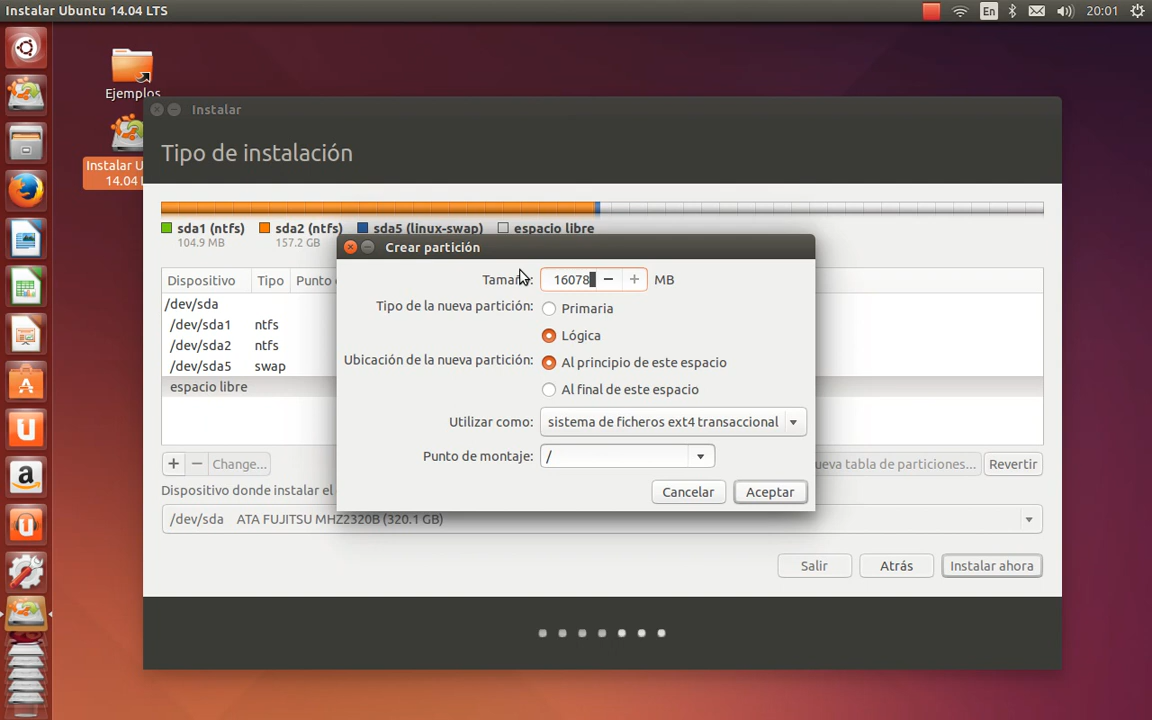 Instalar Ubuntu 14.04 LTS
En
20:01
Ejemplos
Instalar
Instalar U
14.04 L
Tipo de instalación
sda1 (ntfs) sda2 (ntfs) sda5 (linux-swap) espacio libre
104.9 MB 157.2 GB
Crear partición
Dispositivo Tipo Punto
/dev/sda
/dev/sda1 ntfs
/dev/sda2 ntfs
/dev/sda5 swap
espacio libre
16078 MB
Tipo de la nueva partición: Primaria
Lógica
Ubicación de la nueva partición: Al principio de este espacio
Al final de este espacio
Utilizar como: sistema de ficheros ext4 transaccional
Punto de montaje: /
Cancelar Aceptar
+ − Change... tabla de particiones... Revertir
Dispositivo donde instalar el
/dev/sda ATA FUJITSU MHZ2320B (320.1 GB)
Salir Atrás Instalar ahora